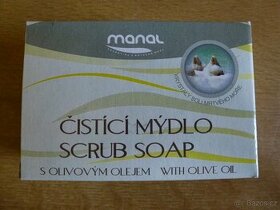 manal
ČISTÍCÍ MÝDLO
SCRUB SOAP
S OLIVOVÝM OLEJEM WITH OLIVE OIL